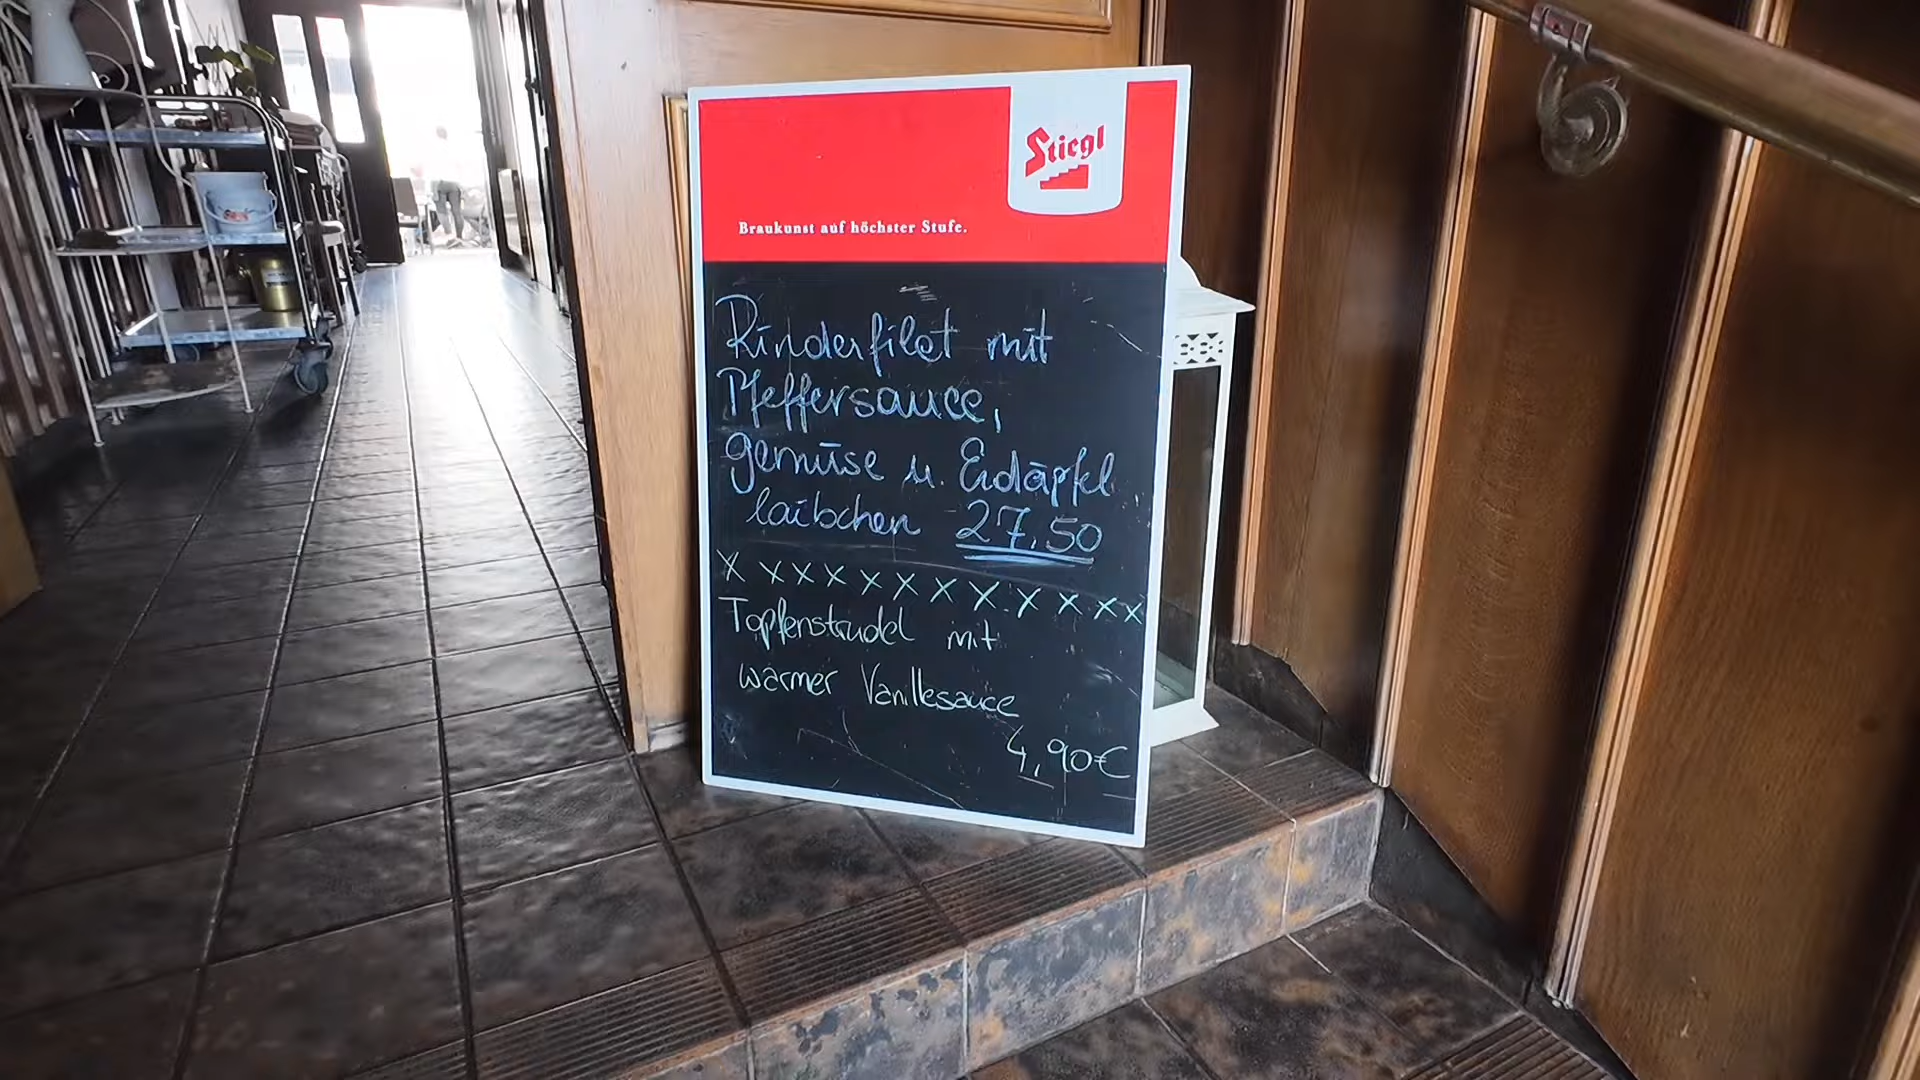 Stiegl
Braukunst auf höchster Stufe.
Rinderfilet mit
Pfeffersauce,
gemüse u. Erdäpfel
laibchen 27,50
X X X X X X X X X X X X
Topfenstrudel mit
warmer Vanillesauce
4,90€